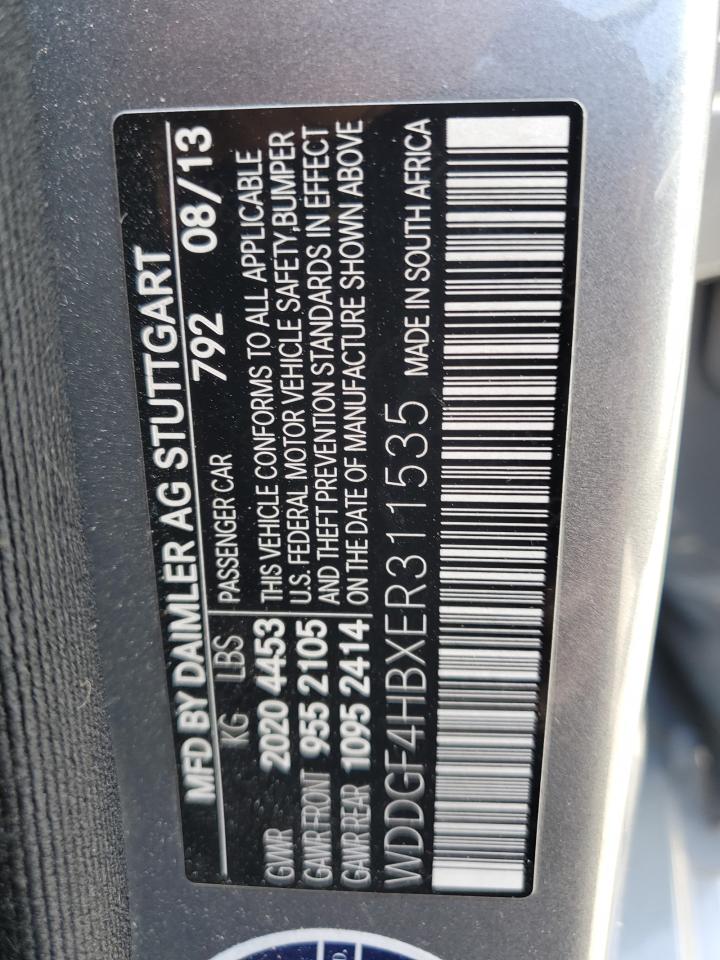 MFD BY DAIMLER AG STUTTGART
KG LBS PASSENGER CAR 792 08/13
GWR 2020 4453 THIS VEHICLE CONFORMS TO ALL APPLICABLE
GAWR FRONT 955 2105 U.S. FEDERAL MOTOR VEHICLE SAFETY,BUMPER
GAWR REAR 1095 2414 AND THEFT PREVENTION STANDARDS IN EFFECT
ON THE DATE OF MANUFACTURE SHOWN ABOVE
WDDGF4HBXER311535 MADE IN SOUTH AFRICA
D.